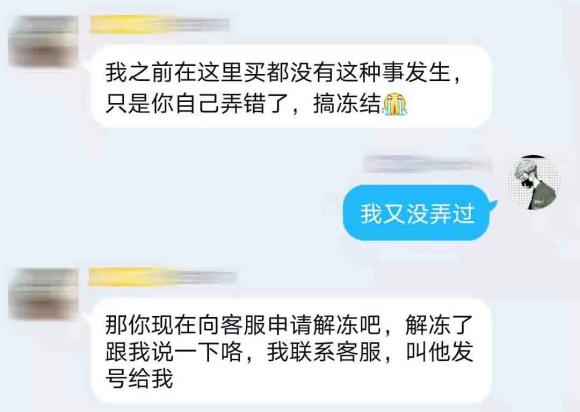 我之前在这里买都没有这种事发生，
只是你自己弄错了，搞冻结😭
我又没弄过
那你现在向客服申请解冻吧，解冻了
跟我说一下咯，我联系客服，叫他发
号给我